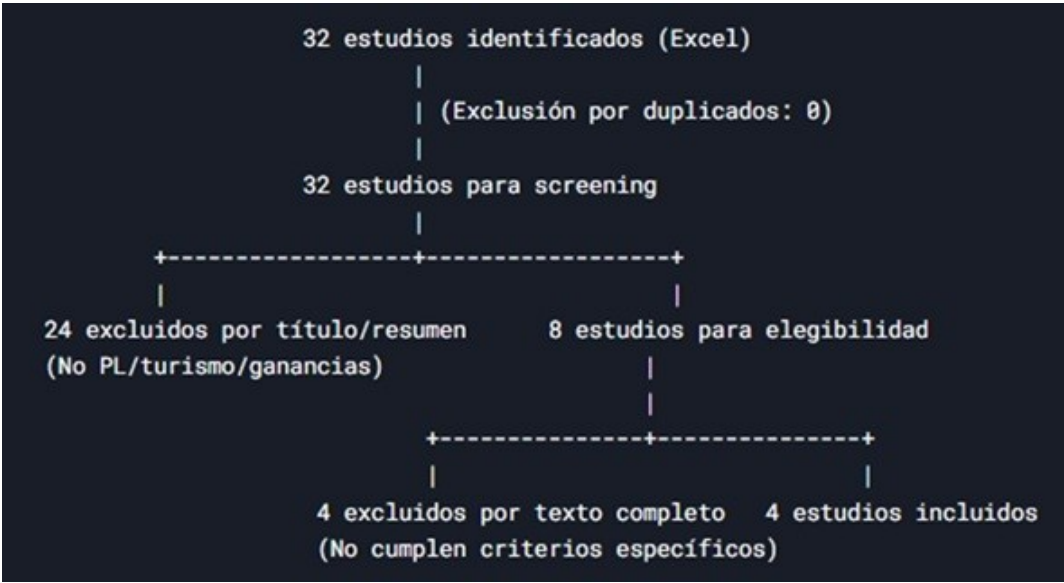 32 estudios identificados (Excel)
(Exclusión por duplicados: 0)
32 estudios para screening
24 excluidos por título/resumen
(No PL/turismo/ganancias)
8 estudios para elegibilidad
4 excluidos por texto completo
(No cumplen criterios específicos)
4 estudios incluidos